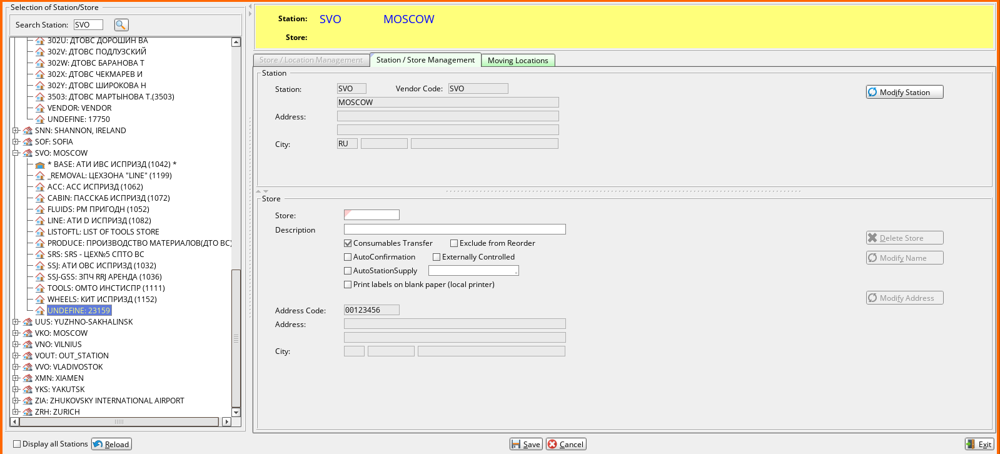 Selection of Station/Store
Search Station: SVO
302U: ДТОВС ДОРОШИН ВА
302V: ДТОВС ПОДЛУЗСКИЙ
302W: ДТОВС БАРАНОВА Т
302X: ДТОВС ЧЕКМАРЕВ И
302Y: ДТОВС ШИРОКОВА Н
3503: ДТОВС МАРТЫНОВА Т.(3503)
VENDOR: VENDOR
UNDEFINE: 17750
SNN: SHANNON, IRELAND
SOF: SOFIA
SVO: MOSCOW
* BASE: АТИ ИВС ИСПРИЗД (1042) *
_REMOVAL: ЦЕХЗОНА "LINE" (1199)
ACC: АСС ИСПРИЗД (1062)
CABIN: ПАССКАБ ИСПРИЗД (1072)
FLUIDS: РМ ПРИГОДН (1052)
LINE: АТИ D ИСПРИЗД (1082)
LISTOFTL: LIST OF TOOLS STORE
PRODUCE: ПРОИЗВОДСТВО МАТЕРИАЛОВ(ДТО ВС)
SRS: SRS - ЦЕХ№5 СПТО ВС
SSJ: АТИ ОВС ИСПРИЗД (1032)
SSJ-GSS: ЗПЧ RRJ АРЕНДА (1036)
TOOLS: ОМТО ИНСТИСПР (1111)
WHEELS: КИТ ИСПРИЗД (1152)
UNDEFINE: 23159
UUS: YUZHNO-SAKHALINSK
VKO: MOSCOW
VNO: VILNIUS
VOUT: OUT_STATION
VVO: VLADIVOSTOK
XMN: XIAMEN
YKS: YAKUTSK
ZIA: ZHUKOVSKY INTERNATIONAL AIRPORT
ZRH: ZURICH
Display all Stations Reload
Station: SVO MOSCOW
Store:
Store / Location Management Station / Store Management Moving Locations
Station
Station: SVO Vendor Code: SVO
Modify Station
MOSCOW
Address:
City: RU
Store
Store:
Description
Consumables Transfer Exclude from Reorder
Delete Store
AutoConfirmation Externally Controlled
Modify Name
AutoStationSupply
Print labels on blank paper (local printer)
Modify Address
Address Code: 00123456
Address:
City:
Save Cancel Exit